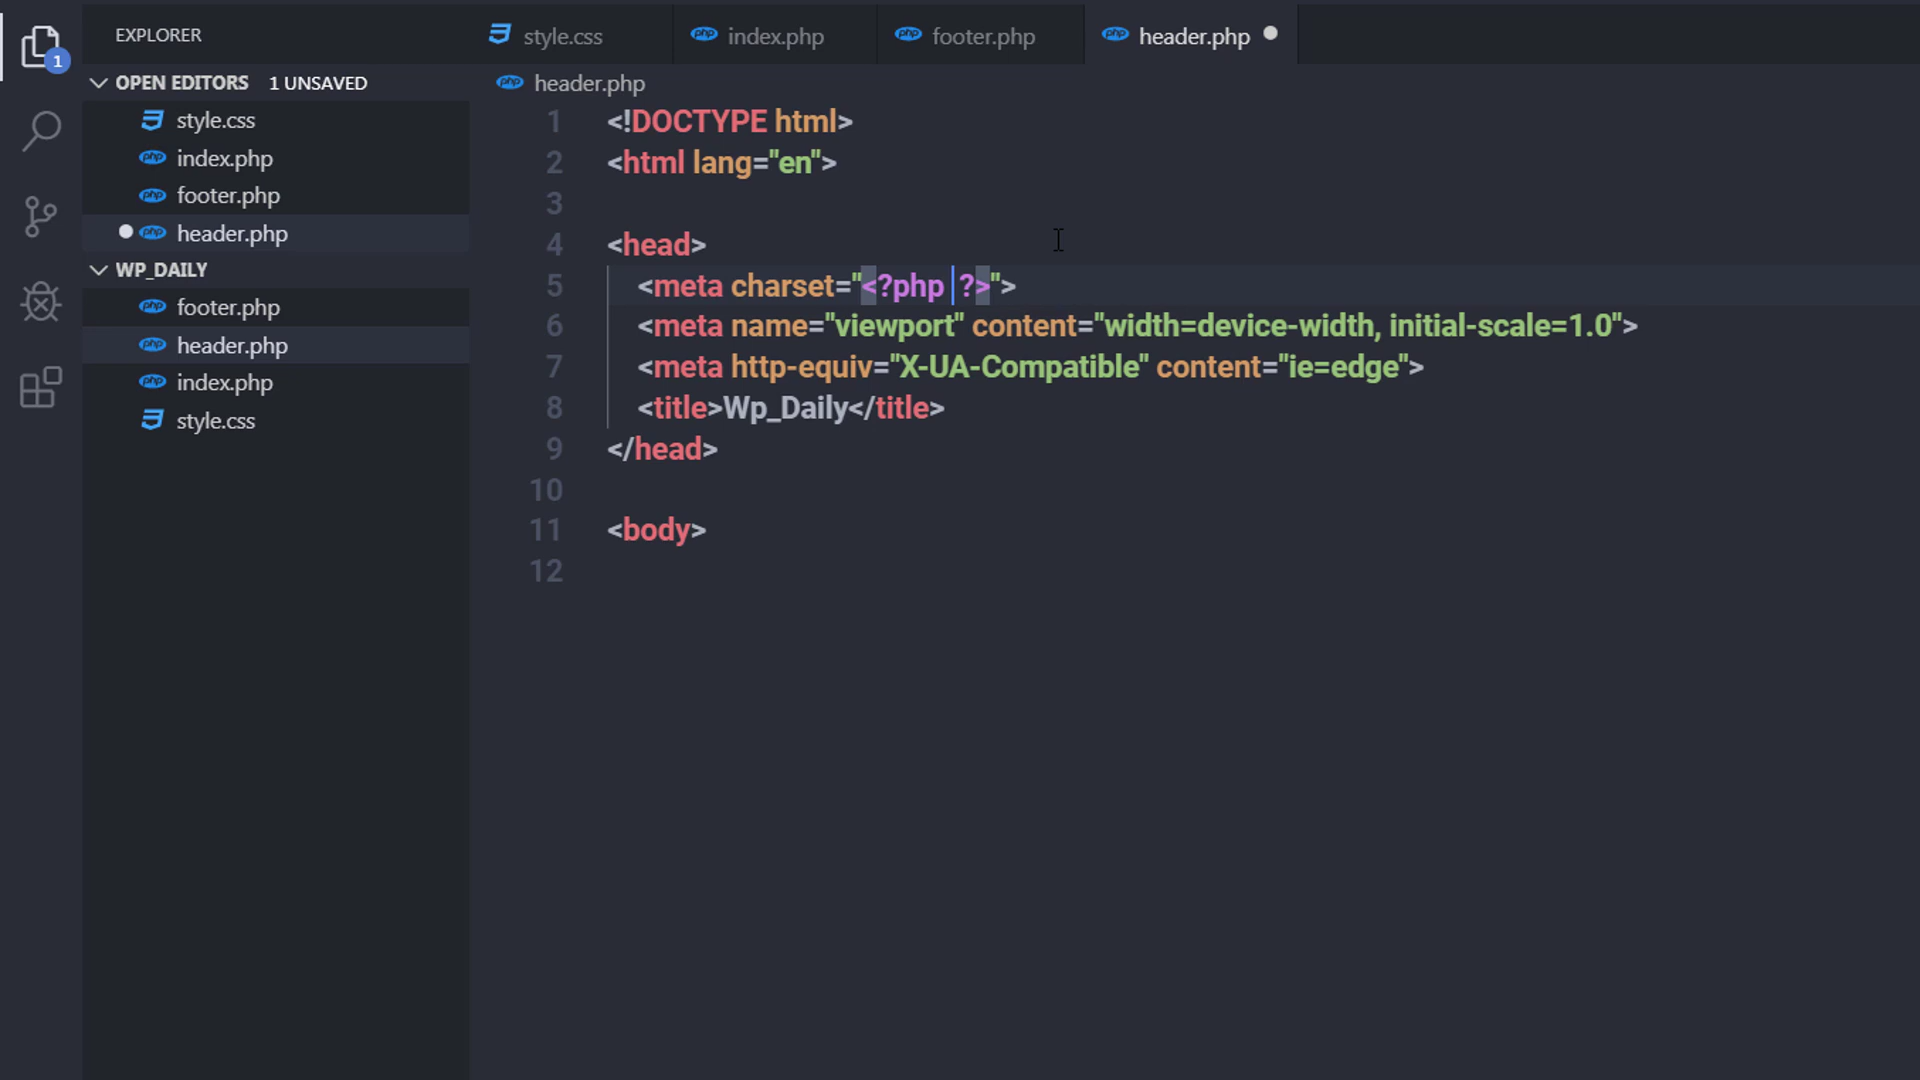 EXPLORER
OPEN EDITORS 1 UNSAVED
style.css
index.php
footer.php
header.php
WP_DAILY
footer.php
header.php
index.php
style.css
1
style.css index.php footer.php header.php
header.php
1 <!DOCTYPE html>
2 <html lang="en">
3
4 <head>
5 <meta charset="<?php ?>">
6 <meta name="viewport" content="width=device-width, initial-scale=1.0">
7 <meta http-equiv="X-UA-Compatible" content="ie=edge">
8 <title>Wp_Daily</title>
9 </head>
10
11 <body>
12